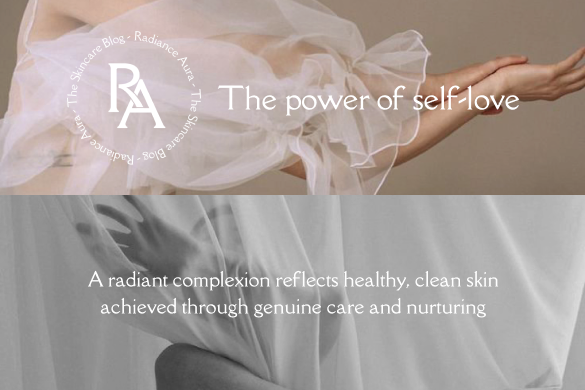 Radiance Aura - The Skincare Blog - Radiance Aura - The Skincare Blog -
RA
The power of self-love
A radiant complexion reflects healthy, clean skin
achieved through genuine care and nurturing